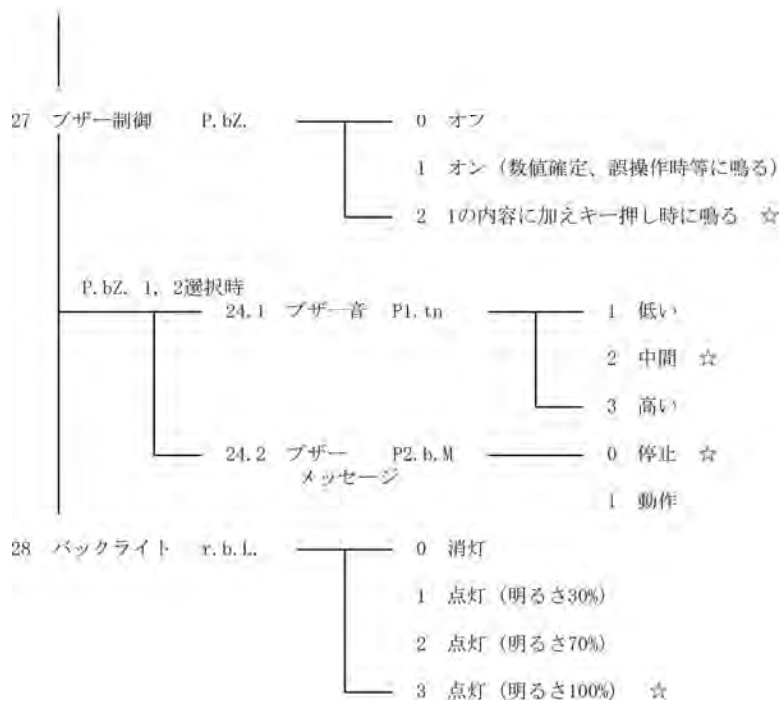 27 ブザー制御 P.bZ. 0 オフ
1 オン (数値確定、誤操作時等に鳴る)
2 1の内容に加えキー押し時に鳴る ☆
P.bZ. 1, 2選択時
24.1 ブザー音 P1.tn 1 低い
2 中間 ☆
3 高い
24.2 ブザー P2.b.M 0 停止 ☆
メッセージ
1 動作
28 バックライト r.b.L. 0 消灯
1 点灯 (明るさ30%)
2 点灯 (明るさ70%)
3 点灯 (明るさ100%) ☆